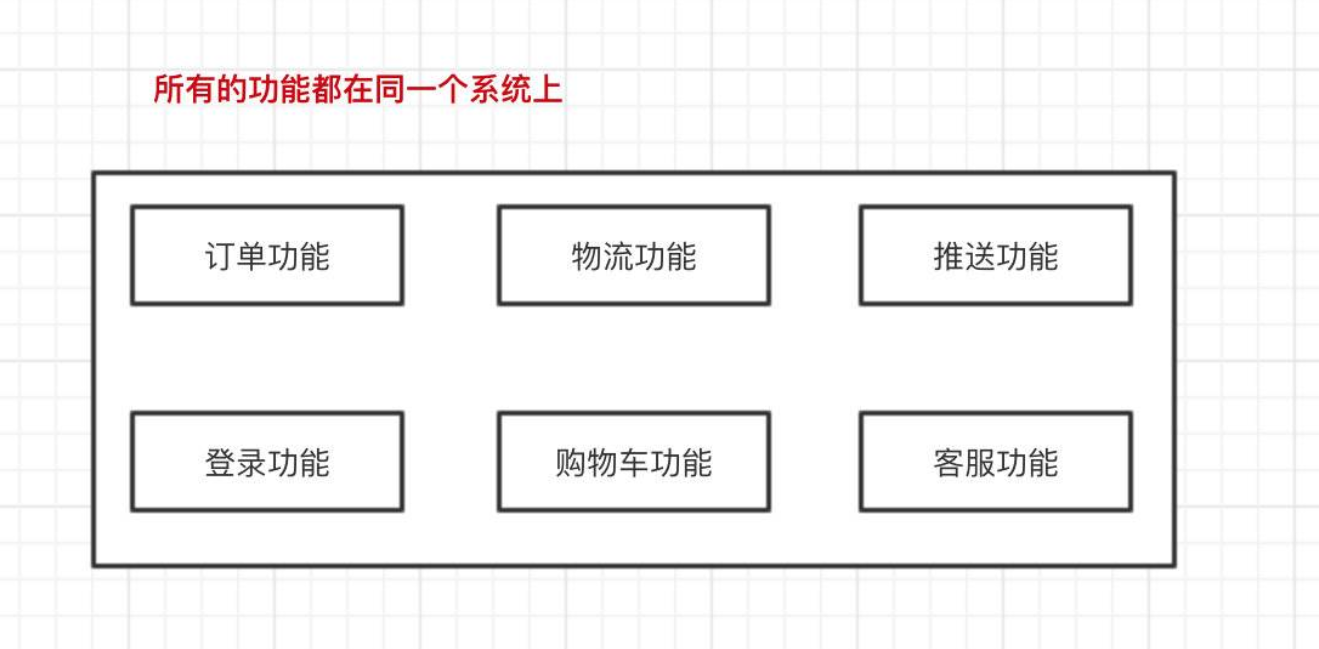 所有的功能都在同一个系统上
订单功能
物流功能
推送功能
登录功能
购物车功能
客服功能